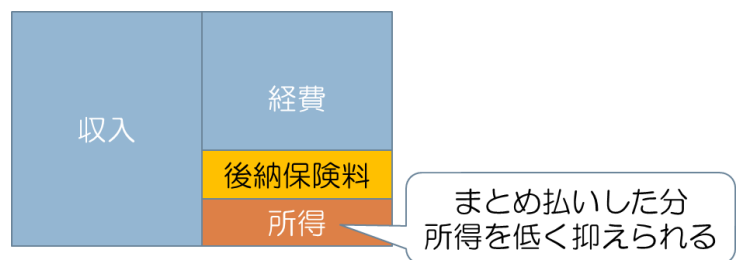 収入
経費
後納保険料
所得
まとめ払いした分
所得を低く抑えられる